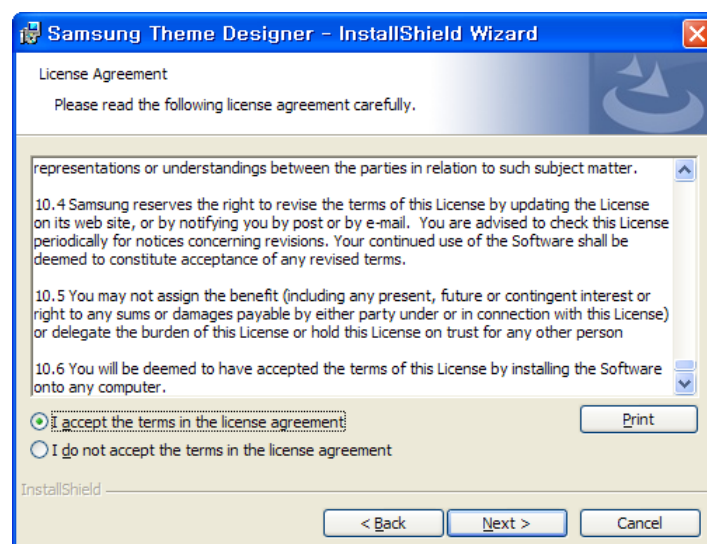 Samsung Theme Designer - InstallShield Wizard
License Agreement
Please read the following license agreement carefully.
representations or understandings between the parties in relation to such subject matter.
10.4 Samsung reserves the right to revise the terms of this License by updating the License
on its web site, or by notifying you by post or by e-mail.  You are advised to check this License
periodically for notices concerning revisions. Your continued use of the Software shall be
deemed to constitute acceptance of any revised terms.
10.5 You may not assign the benefit (including any present, future or contingent interest or
right to any sums or damages payable by either party under or in connection with this License)
or delegate the burden of this License or hold this License on trust for any other person
10.6 You will be deemed to have accepted the terms of this License by installing the Software
onto any computer.
I accept the terms in the license agreement
Print
I do not accept the terms in the license agreement
InstallShield
< Back
Next >
Cancel